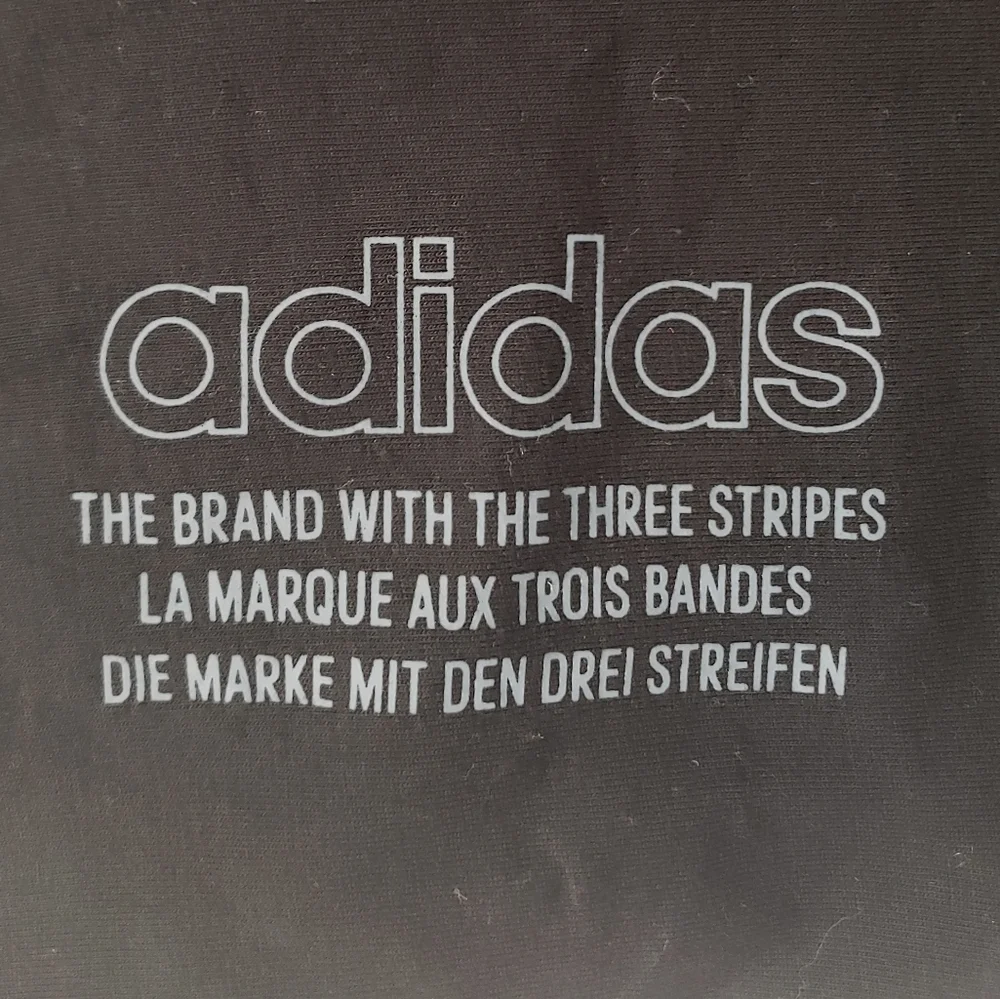 adidas
THE BRAND WITH THE THREE STRIPES
LA MARQUE AUX TROIS BANDES
DIE MARKE MIT DEN DREI STREIFEN